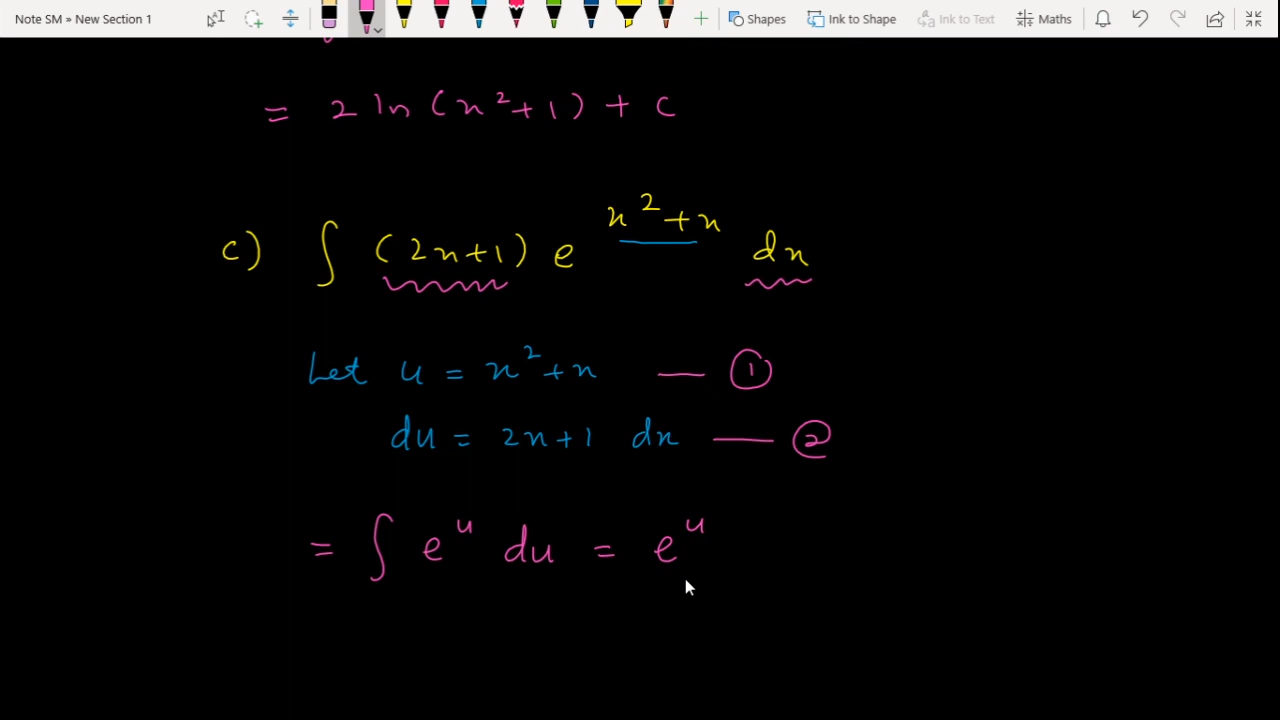 Note SM » New Section 1 Shapes Ink to Shape Ink to Text Maths
= 2 ln (x²+1) + c
c) ∫ (2x+1) e^(x²+x) dx
Let u = x²+x — ①
du = 2x+1 dx — ②
= ∫ e^u du = e^u